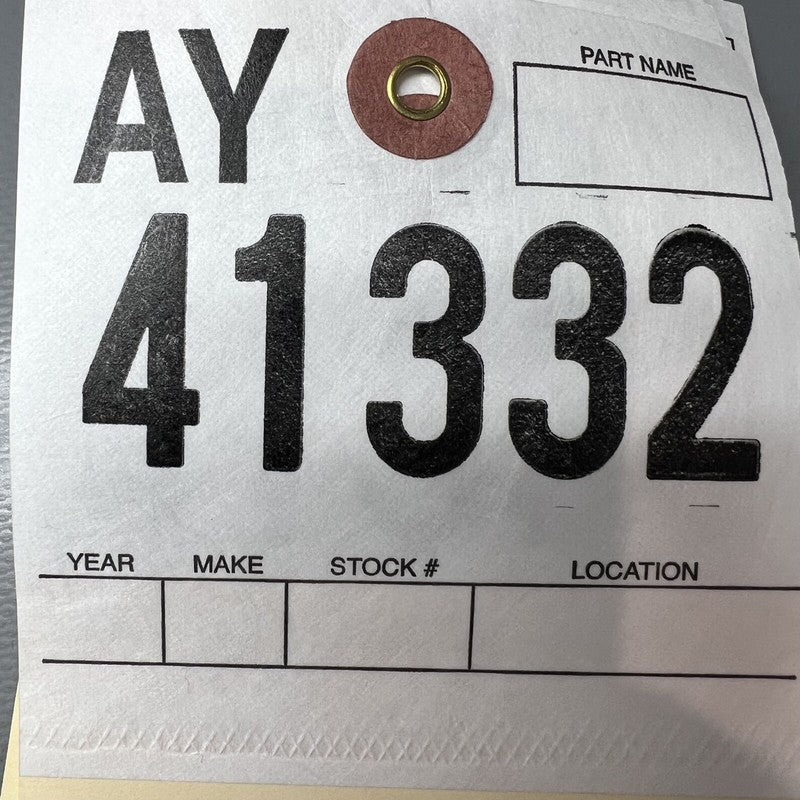 AY
PART NAME
41332
YEAR MAKE STOCK # LOCATION